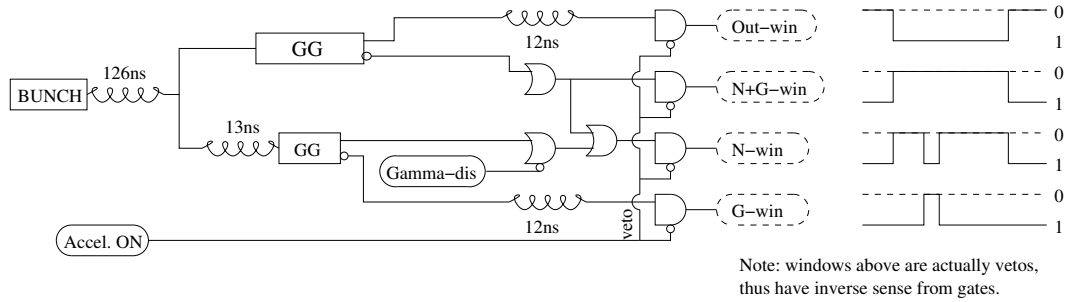 12ns
Out−win
0
1
GG
126ns
BUNCH
N+G−win
0
1
13ns
GG
N−win
0
1
Gamma−dis
12ns
G−win
0
1
veto
Accel. ON
Note: windows above are actually vetos,
thus have inverse sense from gates.